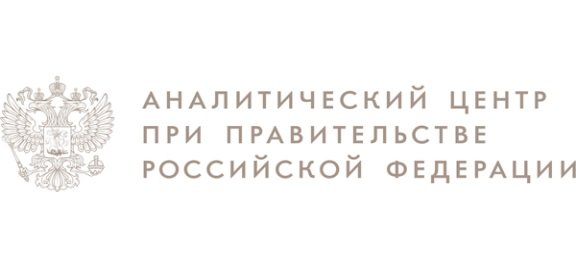 АНАЛИТИЧЕСКИЙ ЦЕНТР
ПРИ ПРАВИТЕЛЬСТВЕ
РОССИЙСКОЙ ФЕДЕРАЦИИ